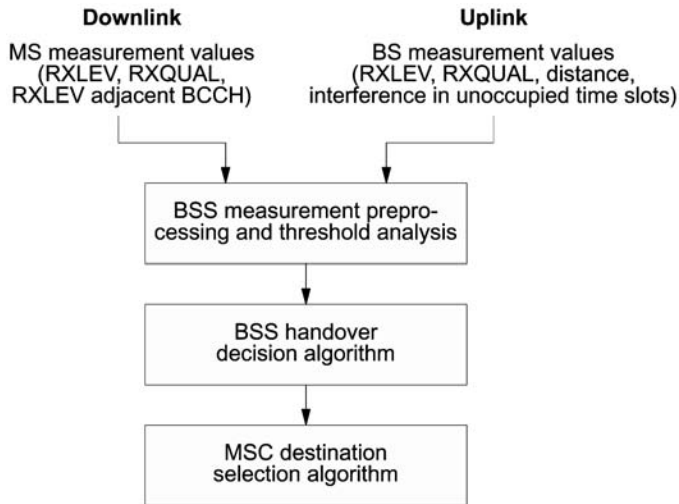 Downlink
MS measurement values
(RXLEV, RXQUAL,
RXLEV adjacent BCCH)
Uplink
BS measurement values
(RXLEV, RXQUAL, distance,
interference in unoccupied time slots)
BSS measurement prepro-
cessing and threshold analysis
BSS handover
decision algorithm
MSC destination
selection algorithm